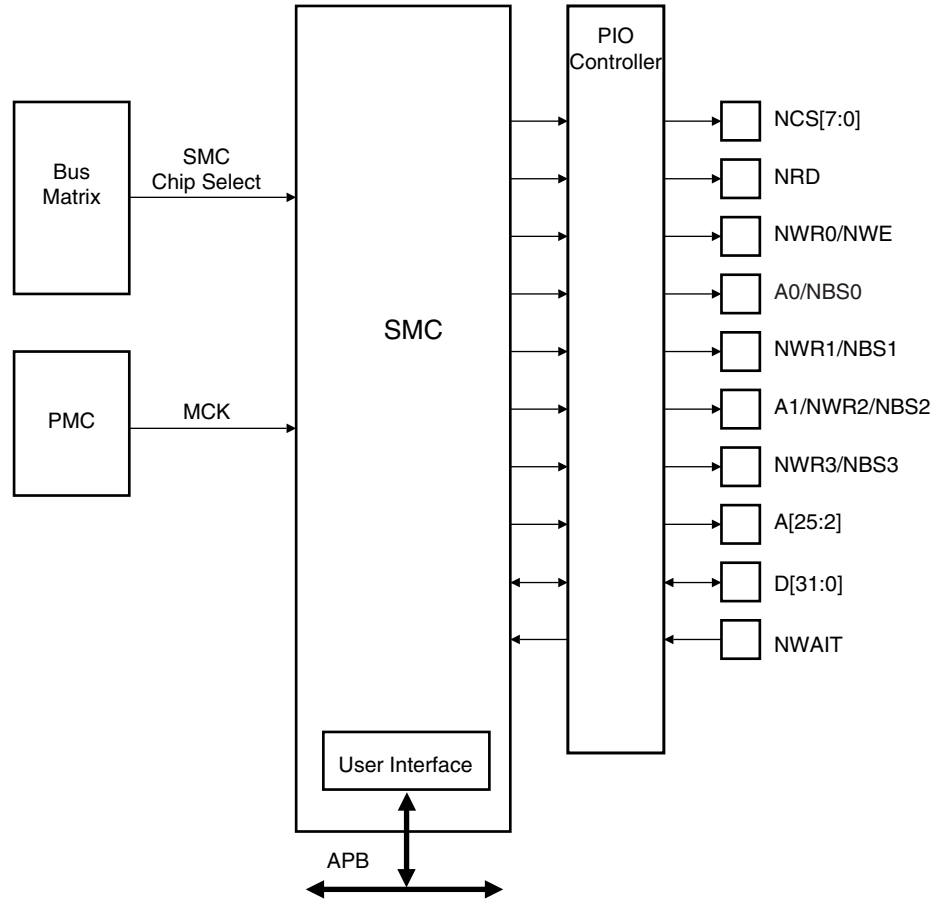 PIO
Controller
Bus
Matrix
SMC
Chip Select
PMC
MCK
SMC
User Interface
APB
NCS[7:0]
NRD
NWR0/NWE
A0/NBS0
NWR1/NBS1
A1/NWR2/NBS2
NWR3/NBS3
A[25:2]
D[31:0]
NWAIT